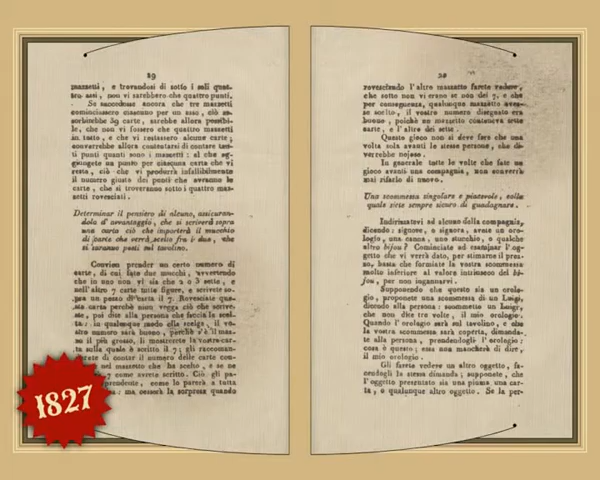 29
mazzetti, e trovandosi di sotto i soli quat-
tro assi, non vi sarebbero che quattro punti.
Se succedesse ancora che tre mazzetti
cominciassero ciascuno per un asso, ciò as-
sorbirebbe 39 carte, sarebbe allora possibi-
le, che non vi fossero che quattro mazzetti
in tutto, e che vi restassero alcune carte;
converrebbe allora contentarsi di contare tan-
ti punti quanti sono i mazzetti: al che ag-
giungete un punto per ciascuna carta che vi
resta, ciò che vi produrrà infallibilmente
il numero giusto dei ponti che avranno le
carte, che si troveranno sotto i quattro maz-
zetti rovesciati.
Determinar il pensiero di alcuno, assicuran-
dola d'avvantaggio, che si scriverà sopra
una carta ciò che importerà il mucchio
di carte che verrà scelto fra i due, che
si saranno posti sul tavolino.
Convien prender un certo numero di
carte, di cui fate due mucchi, avvertendo
che in uno non vi sia che 2 o 3 sette, e
nell'altro 7 carte tutte figure, e scrivete so-
pra un pezzo di carta il 7. Rovesciate que-
sta carta perchè niun vegga ciò che scrive-
ste, poi dite alla persona che faccia la scel-
ta: in qualunque modo ella scelga, il vo-
stro numero sarà buono, perchè s'è il maz-
zo il più grosso, li mostrerete la vostra car-
ta sulla quale è scritto il 7; gli raccoman-
derete di contar il numero delle carte con-
nel mazzetto che ha scelto, e se ne
7 come aveste scritto. Ciò gli pa-
prendente, come lo parerà a tutta
: ma cesserà la sorpresa quando
30
rovesciando l'altro mazzetto farete vedere,
che sotto non vi erano se non dei 7, e che
per conseguenza, qualunque mazzetto aves-
se scelto, il vostro numero disegnato era
buono, poichè un mazzetto conteneva sette
carte, e l'altro dei sette.
Questo gioco non si deve fare che una
volta sola avanti le stesse persone, che di-
verrebbe nojoso.
In generale tutte le volte che fate un
gioco avanti una compagnia, non converrà
mai rifarlo di nuovo.
Una scommessa singolare e piacevole, colla
quale siete sempre sicuro di guadagnare.
Indirizzatevi ad alcuno della compagnia,
dicendo: signore, o signora, avete un oro-
logio, una canna, uno stucchio, o qualche
altro bijou? Cominciate ad esaminar l'og-
getto che vi verrà dato, per stimarne il prez-
zo, basta che formiate la vostra scommessa
molto inferiore al valore intrinseco del bi-
jou, per non ingannarvi.
Supponendo che questo sia un orolo-
gio, proponete una scommessa di un Luigi,
dicendo alla persona: scommetto un Luigi,
che non dite tre volte, il mio orologio.
Quando l'orologio sarà sul tavolino, e che
la vostra scommessa sarà coperta, dimanda-
te alla persona, prendendogli l'orologio:
cosa è questo; essa non mancherà di dire,
il mio orologio.
Gli farete vedere un altro oggetto, fa-
cendogli la stessa dimanda; supponete, che
l'oggetto presentato sia una piuma, una car-
ta, o qualunque altro oggetto. Se la per-
1827